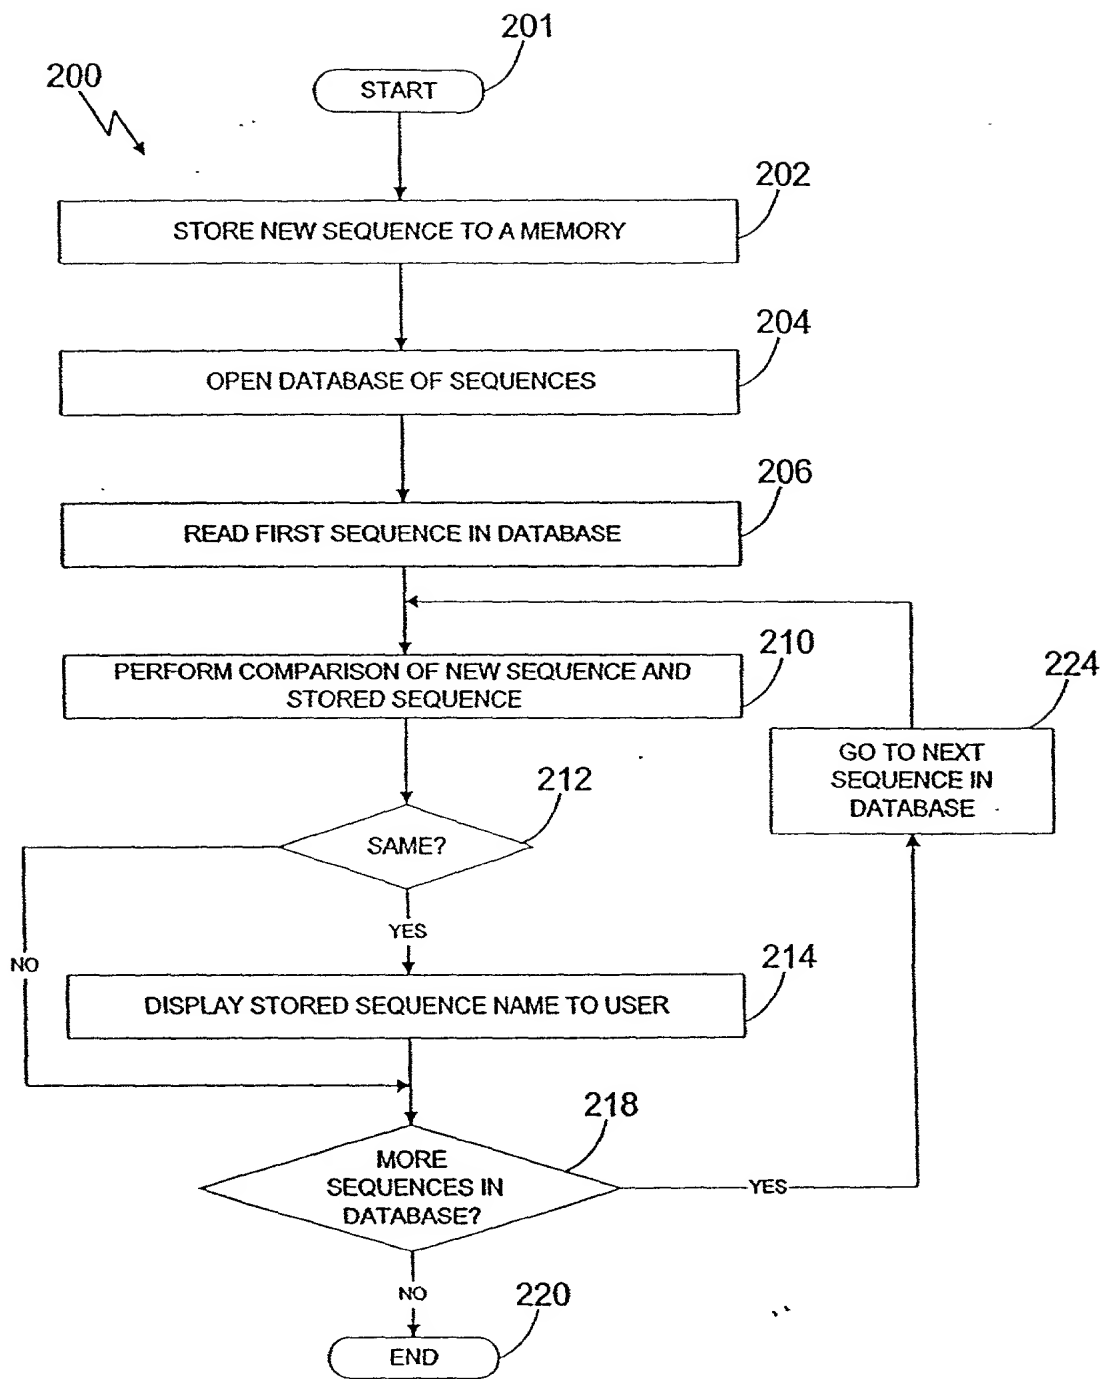 201
200
START
202
STORE NEW SEQUENCE TO A MEMORY
204
OPEN DATABASE OF SEQUENCES
206
READ FIRST SEQUENCE IN DATABASE
210
PERFORM COMPARISON OF NEW SEQUENCE AND
STORED SEQUENCE
224
GO TO NEXT
SEQUENCE IN
DATABASE
212
SAME?
YES
NO
214
DISPLAY STORED SEQUENCE NAME TO USER
218
MORE
SEQUENCES IN
DATABASE?
YES
NO
220
END